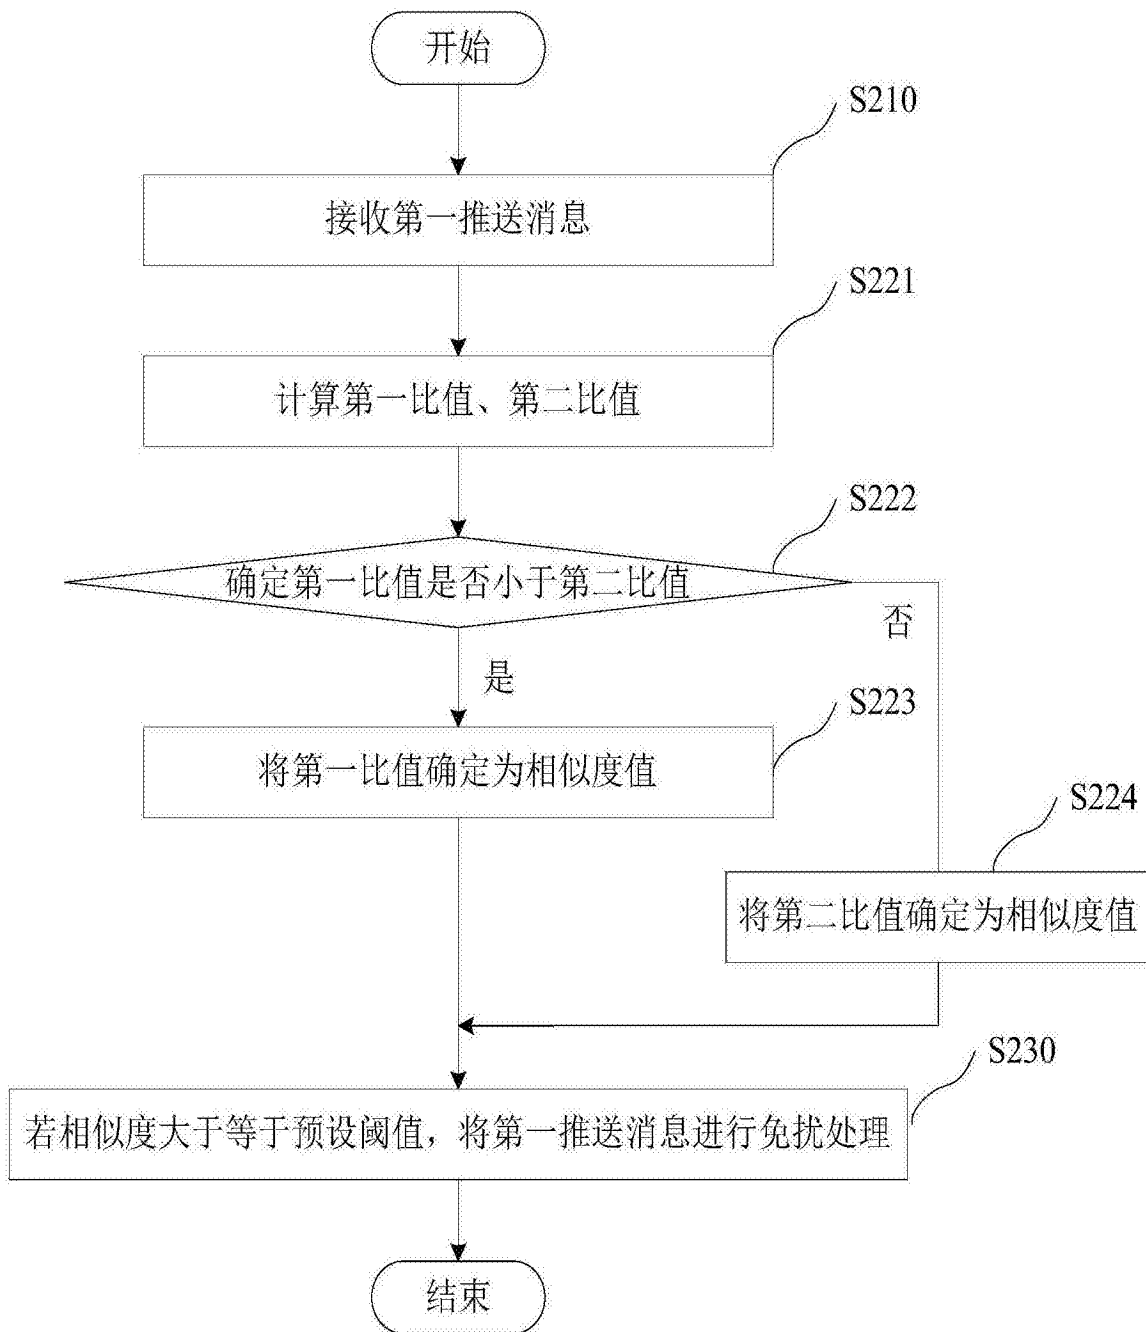 开始
S210
接收第一推送消息
S221
计算第一比值、第二比值
S222
确定第一比值是否小于第二比值
否
是
S223
将第一比值确定为相似度值
S224
将第二比值确定为相似度值
S230
若相似度大于等于预设阈值，将第一推送消息进行免扰处理
结束